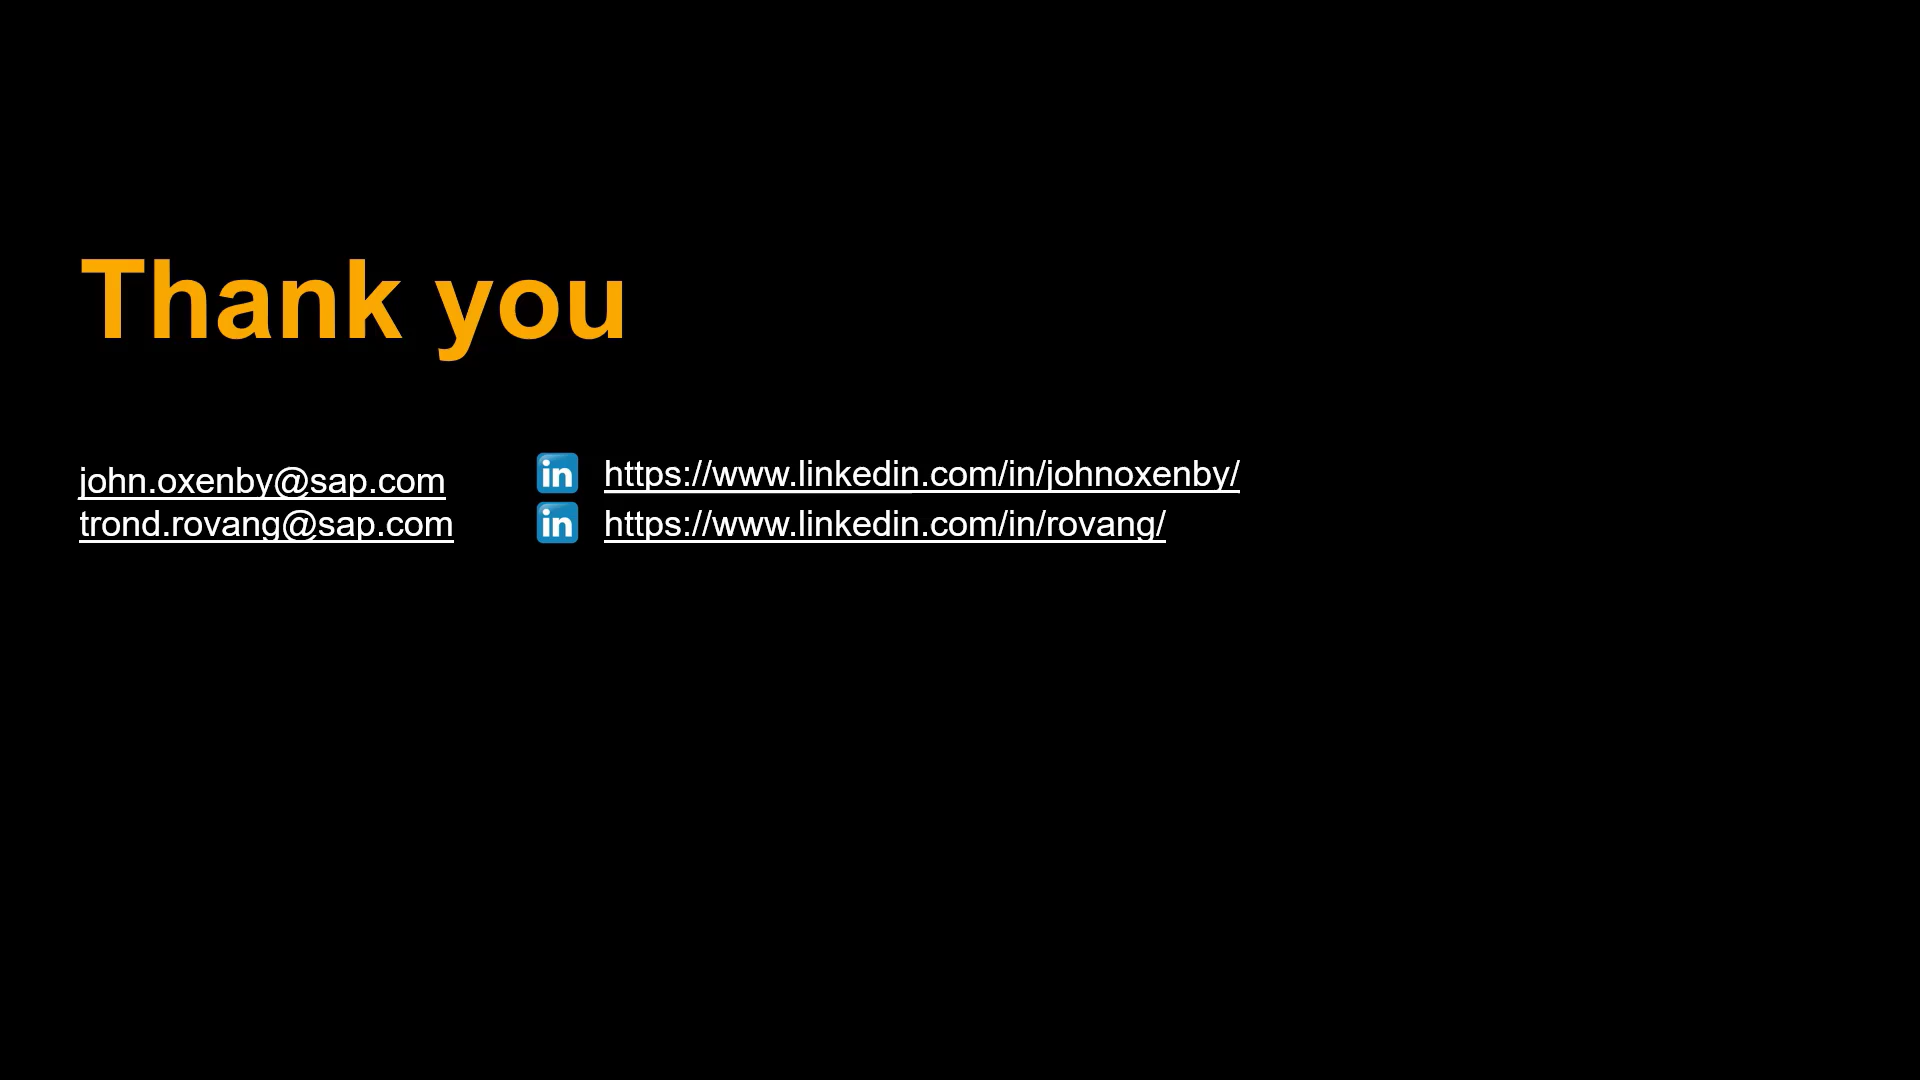 Thank you
john.oxenby@sap.com
trond.rovang@sap.com
in https://www.linkedin.com/in/johnoxenby/
in https://www.linkedin.com/in/rovang/